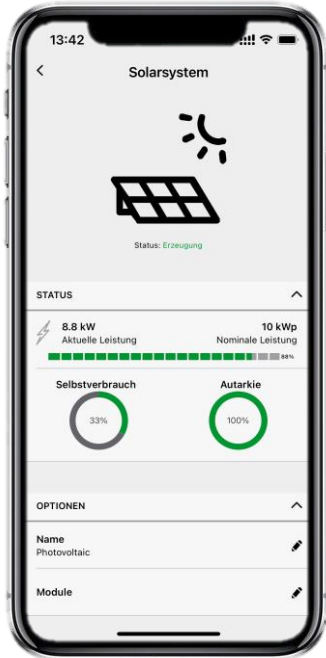 13:42
Solarsystem
Status: Erzeugung
STATUS
8.8 kW 10 kWp
Aktuelle Leistung Nominale Leistung
88%
Selbstverbrauch Autarkie
33% 100%
OPTIONEN
Name
Photovoltaic
Module